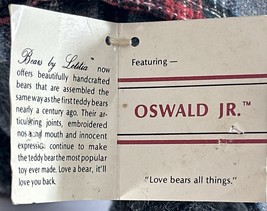 Bears by Letitia™ now
offers beautifully handcrafted
bears that are assembled the
same way as the first teddy bears
nearly a century ago. Their ar-
ticulating joints, embroidered
nose and mouth and innocent
expression continue to make
the teddy bear the most popular
toy ever made. Love a bear, it'll
love you back.
Featuring —
OSWALD JR.™
"Love bears all things."